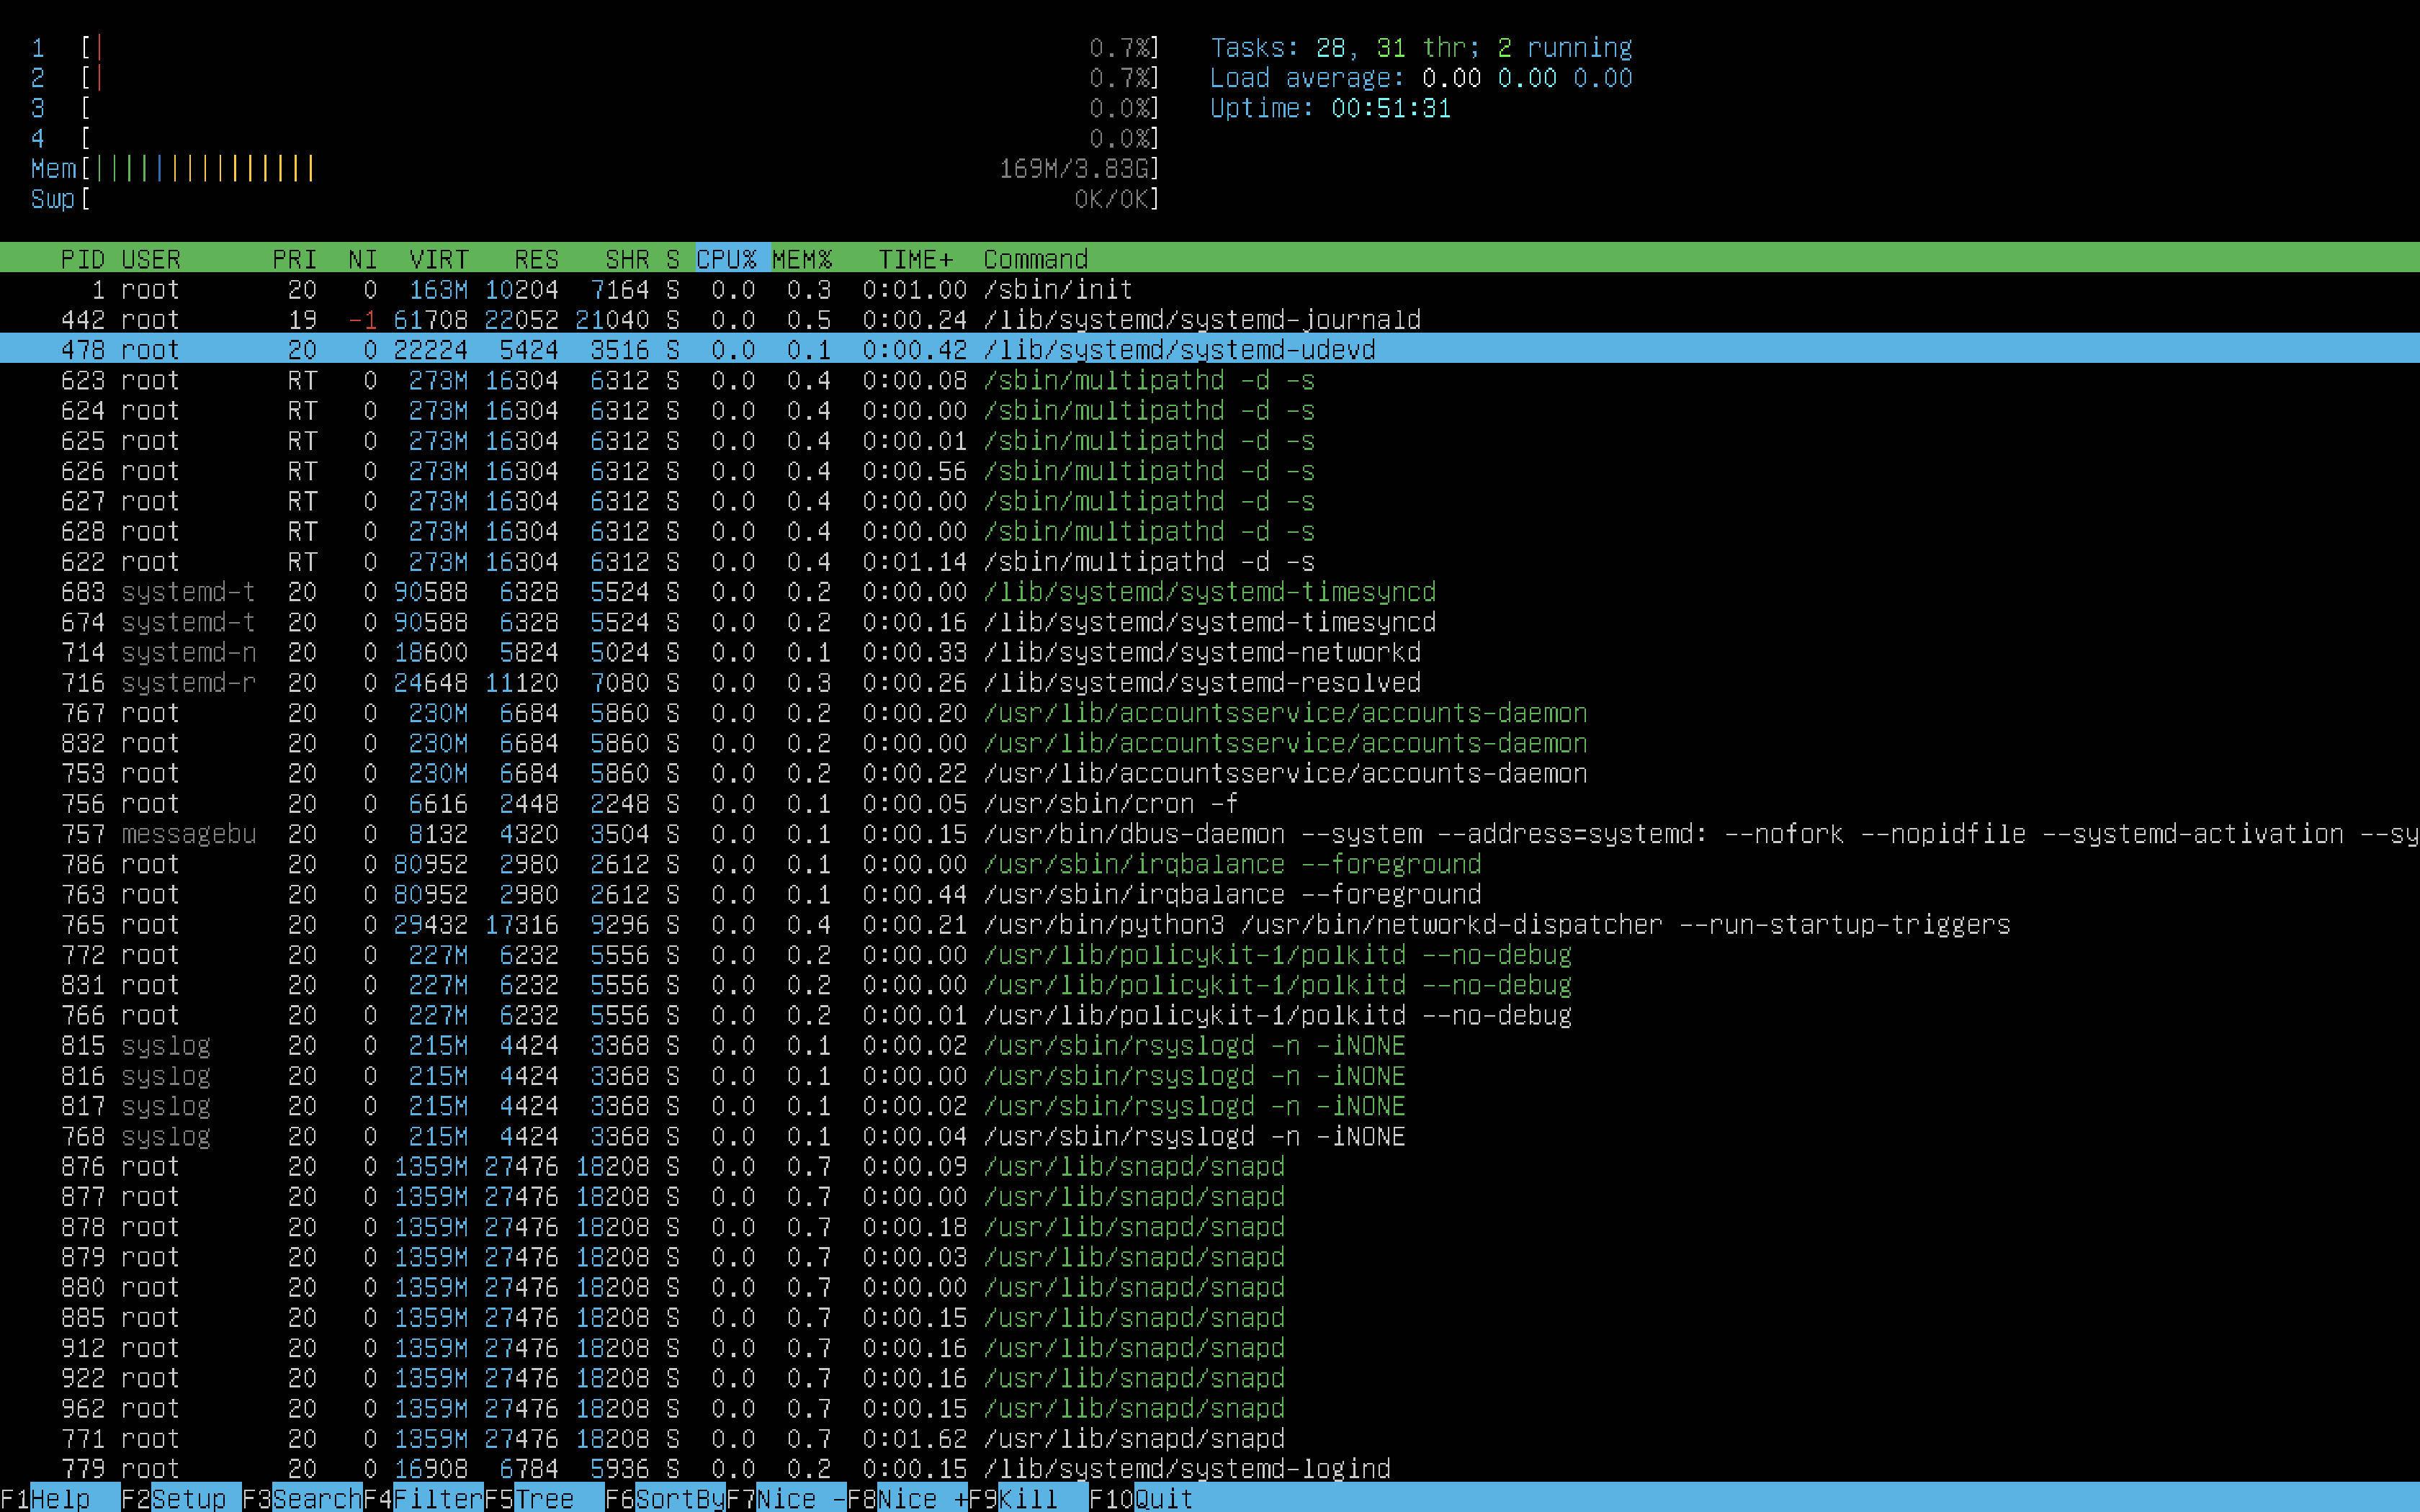 1 [| 0.7%] Tasks: 28, 31 thr; 2 running
2 [| 0.7%] Load average: 0.00 0.00 0.00
3 [ 0.0%] Uptime: 00:51:31
4 [ 0.0%]
Mem[||||||||||||||| 169M/3.83G]
Swp[ 0K/0K]
PID USER PRI NI VIRT RES SHR S CPU% MEM% TIME+ Command
1 root 20 0 163M 10204 7164 S 0.0 0.3 0:01.00 /sbin/init
442 root 19 -1 61708 22052 21040 S 0.0 0.5 0:00.24 /lib/systemd/systemd-journald
478 root 20 0 22224 5424 3516 S 0.0 0.1 0:00.42 /lib/systemd/systemd-udevd
623 root RT 0 273M 16304 6312 S 0.0 0.4 0:00.08 /sbin/multipathd -d -s
624 root RT 0 273M 16304 6312 S 0.0 0.4 0:00.00 /sbin/multipathd -d -s
625 root RT 0 273M 16304 6312 S 0.0 0.4 0:00.01 /sbin/multipathd -d -s
626 root RT 0 273M 16304 6312 S 0.0 0.4 0:00.56 /sbin/multipathd -d -s
627 root RT 0 273M 16304 6312 S 0.0 0.4 0:00.00 /sbin/multipathd -d -s
628 root RT 0 273M 16304 6312 S 0.0 0.4 0:00.00 /sbin/multipathd -d -s
622 root RT 0 273M 16304 6312 S 0.0 0.4 0:01.14 /sbin/multipathd -d -s
683 systemd-t 20 0 90588 6328 5524 S 0.0 0.2 0:00.00 /lib/systemd/systemd-timesyncd
674 systemd-t 20 0 90588 6328 5524 S 0.0 0.2 0:00.16 /lib/systemd/systemd-timesyncd
714 systemd-n 20 0 18600 5824 5024 S 0.0 0.1 0:00.33 /lib/systemd/systemd-networkd
716 systemd-r 20 0 24648 11120 7080 S 0.0 0.3 0:00.26 /lib/systemd/systemd-resolved
767 root 20 0 230M 6684 5860 S 0.0 0.2 0:00.20 /usr/lib/accountsservice/accounts-daemon
832 root 20 0 230M 6684 5860 S 0.0 0.2 0:00.00 /usr/lib/accountsservice/accounts-daemon
753 root 20 0 230M 6684 5860 S 0.0 0.2 0:00.22 /usr/lib/accountsservice/accounts-daemon
756 root 20 0 6616 2448 2248 S 0.0 0.1 0:00.05 /usr/sbin/cron -f
757 messagebu 20 0 8132 4320 3504 S 0.0 0.1 0:00.15 /usr/bin/dbus-daemon --system --address=systemd: --nofork --nopidfile --systemd-activation --sy
786 root 20 0 80952 2980 2612 S 0.0 0.1 0:00.00 /usr/sbin/irqbalance --foreground
763 root 20 0 80952 2980 2612 S 0.0 0.1 0:00.44 /usr/sbin/irqbalance --foreground
765 root 20 0 29432 17316 9296 S 0.0 0.4 0:00.21 /usr/bin/python3 /usr/bin/networkd-dispatcher --run-startup-triggers
772 root 20 0 227M 6232 5556 S 0.0 0.2 0:00.00 /usr/lib/policykit-1/polkitd --no-debug
831 root 20 0 227M 6232 5556 S 0.0 0.2 0:00.00 /usr/lib/policykit-1/polkitd --no-debug
766 root 20 0 227M 6232 5556 S 0.0 0.2 0:00.01 /usr/lib/policykit-1/polkitd --no-debug
815 syslog 20 0 215M 4424 3368 S 0.0 0.1 0:00.02 /usr/sbin/rsyslogd -n -iNONE
816 syslog 20 0 215M 4424 3368 S 0.0 0.1 0:00.00 /usr/sbin/rsyslogd -n -iNONE
817 syslog 20 0 215M 4424 3368 S 0.0 0.1 0:00.02 /usr/sbin/rsyslogd -n -iNONE
768 syslog 20 0 215M 4424 3368 S 0.0 0.1 0:00.04 /usr/sbin/rsyslogd -n -iNONE
876 root 20 0 1359M 27476 18208 S 0.0 0.7 0:00.09 /usr/lib/snapd/snapd
877 root 20 0 1359M 27476 18208 S 0.0 0.7 0:00.00 /usr/lib/snapd/snapd
878 root 20 0 1359M 27476 18208 S 0.0 0.7 0:00.18 /usr/lib/snapd/snapd
879 root 20 0 1359M 27476 18208 S 0.0 0.7 0:00.03 /usr/lib/snapd/snapd
880 root 20 0 1359M 27476 18208 S 0.0 0.7 0:00.00 /usr/lib/snapd/snapd
885 root 20 0 1359M 27476 18208 S 0.0 0.7 0:00.15 /usr/lib/snapd/snapd
912 root 20 0 1359M 27476 18208 S 0.0 0.7 0:00.16 /usr/lib/snapd/snapd
922 root 20 0 1359M 27476 18208 S 0.0 0.7 0:00.16 /usr/lib/snapd/snapd
962 root 20 0 1359M 27476 18208 S 0.0 0.7 0:00.15 /usr/lib/snapd/snapd
771 root 20 0 1359M 27476 18208 S 0.0 0.7 0:01.62 /usr/lib/snapd/snapd
779 root 20 0 16908 6784 5936 S 0.0 0.2 0:00.15 /lib/systemd/systemd-logind
F1Help F2Setup F3SearchF4FilterF5Tree F6SortByF7Nice -F8Nice +F9Kill F10Quit